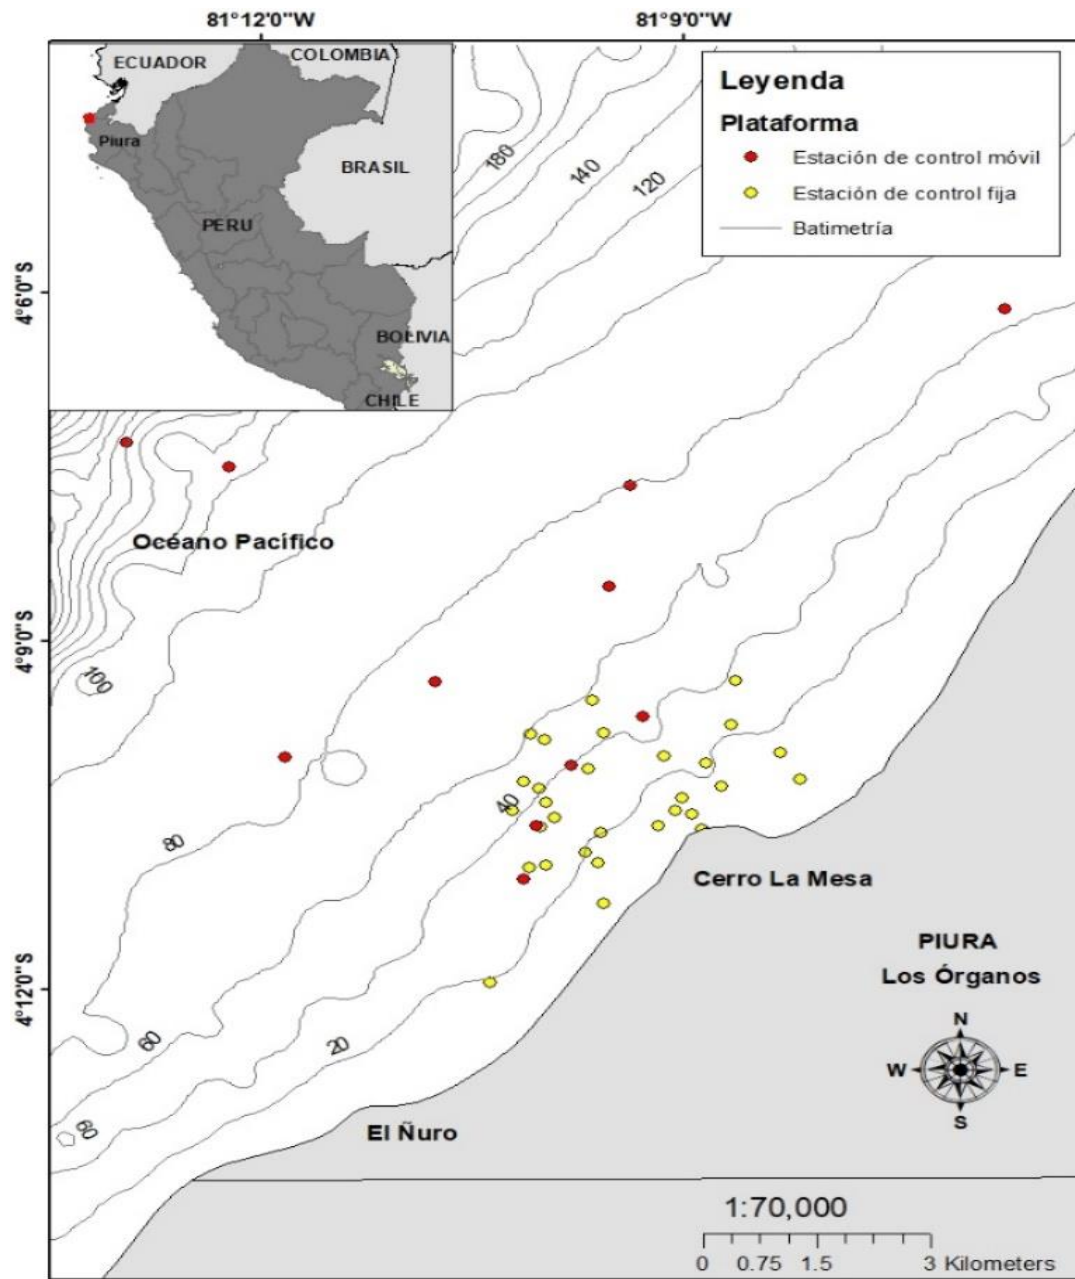 81°12'0"W
81°9'0"W
ECUADOR
COLOMBIA
Piura
BRASIL
PERU
BOLIVIA
CHILE
Leyenda
Plataforma
Estación de control móvil
Estación de control fija
Batimetría
180
140
120
4°6'0"S
Océano Pacífico
4°9'0"S
100
80
40
Cerro La Mesa
PIURA
Los Órganos
4°12'0"S
60
20
60
El Ñuro
N
W E
S
1:70,000
0 0.75 1.5 3 Kilometers